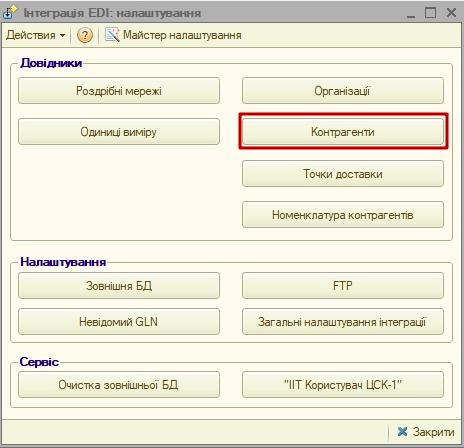 Інтеграція EDI: налаштування
Действия ? Майстер налаштування
Довідники
Роздрібні мережі Організації
Одиниці виміру Контрагенти
Точки доставки
Номенклатура контрагентів
Налаштування
Зовнішня БД FTP
Невідомий GLN Загальні налаштування інтеграції
Сервіс
Очистка зовнішньої БД "ІІТ Користувач ЦСК-1"
Закрити